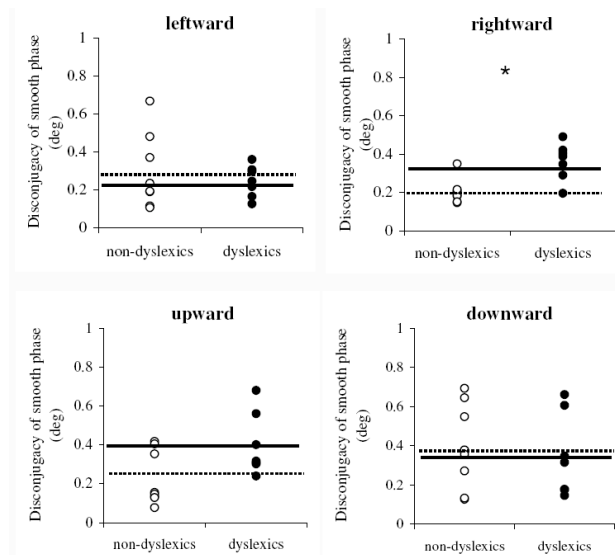 leftward
Disconjugacy of smooth phase
(deg)
1
0.8
0.6
0.4
0.2
0
non-dyslexics dyslexics
rightward
Disconjugacy of smooth phase
(deg)
1
0.8
0.6
0.4
0.2
0
*
non-dyslexics dyslexics
upward
Disconjugacy of smooth phase
(deg)
1
0.8
0.6
0.4
0.2
0
non-dyslexics dyslexics
downward
Disconjugacy of smooth phase
(deg)
1
0.8
0.6
0.4
0.2
0
non-dyslexics dyslexics